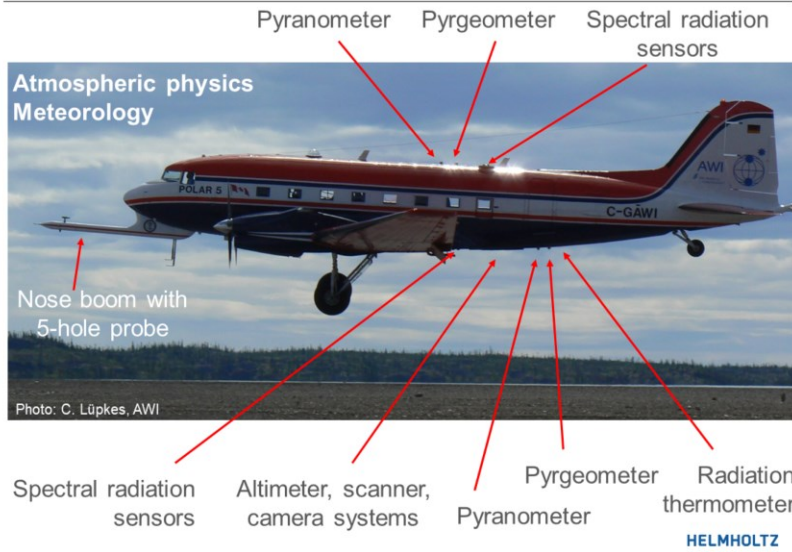 Pyranometer
Pyrgeometer
Spectral radiation
sensors
Atmospheric physics
Meteorology
POLAR 5
AWI
C-GAWI
Nose boom with
5-hole probe
Photo: C. Lüpkes, AWI
Spectral radiation
sensors
Altimeter, scanner,
camera systems
Pyranometer
Pyrgeometer
Radiation
thermometer
HELMHOLTZ